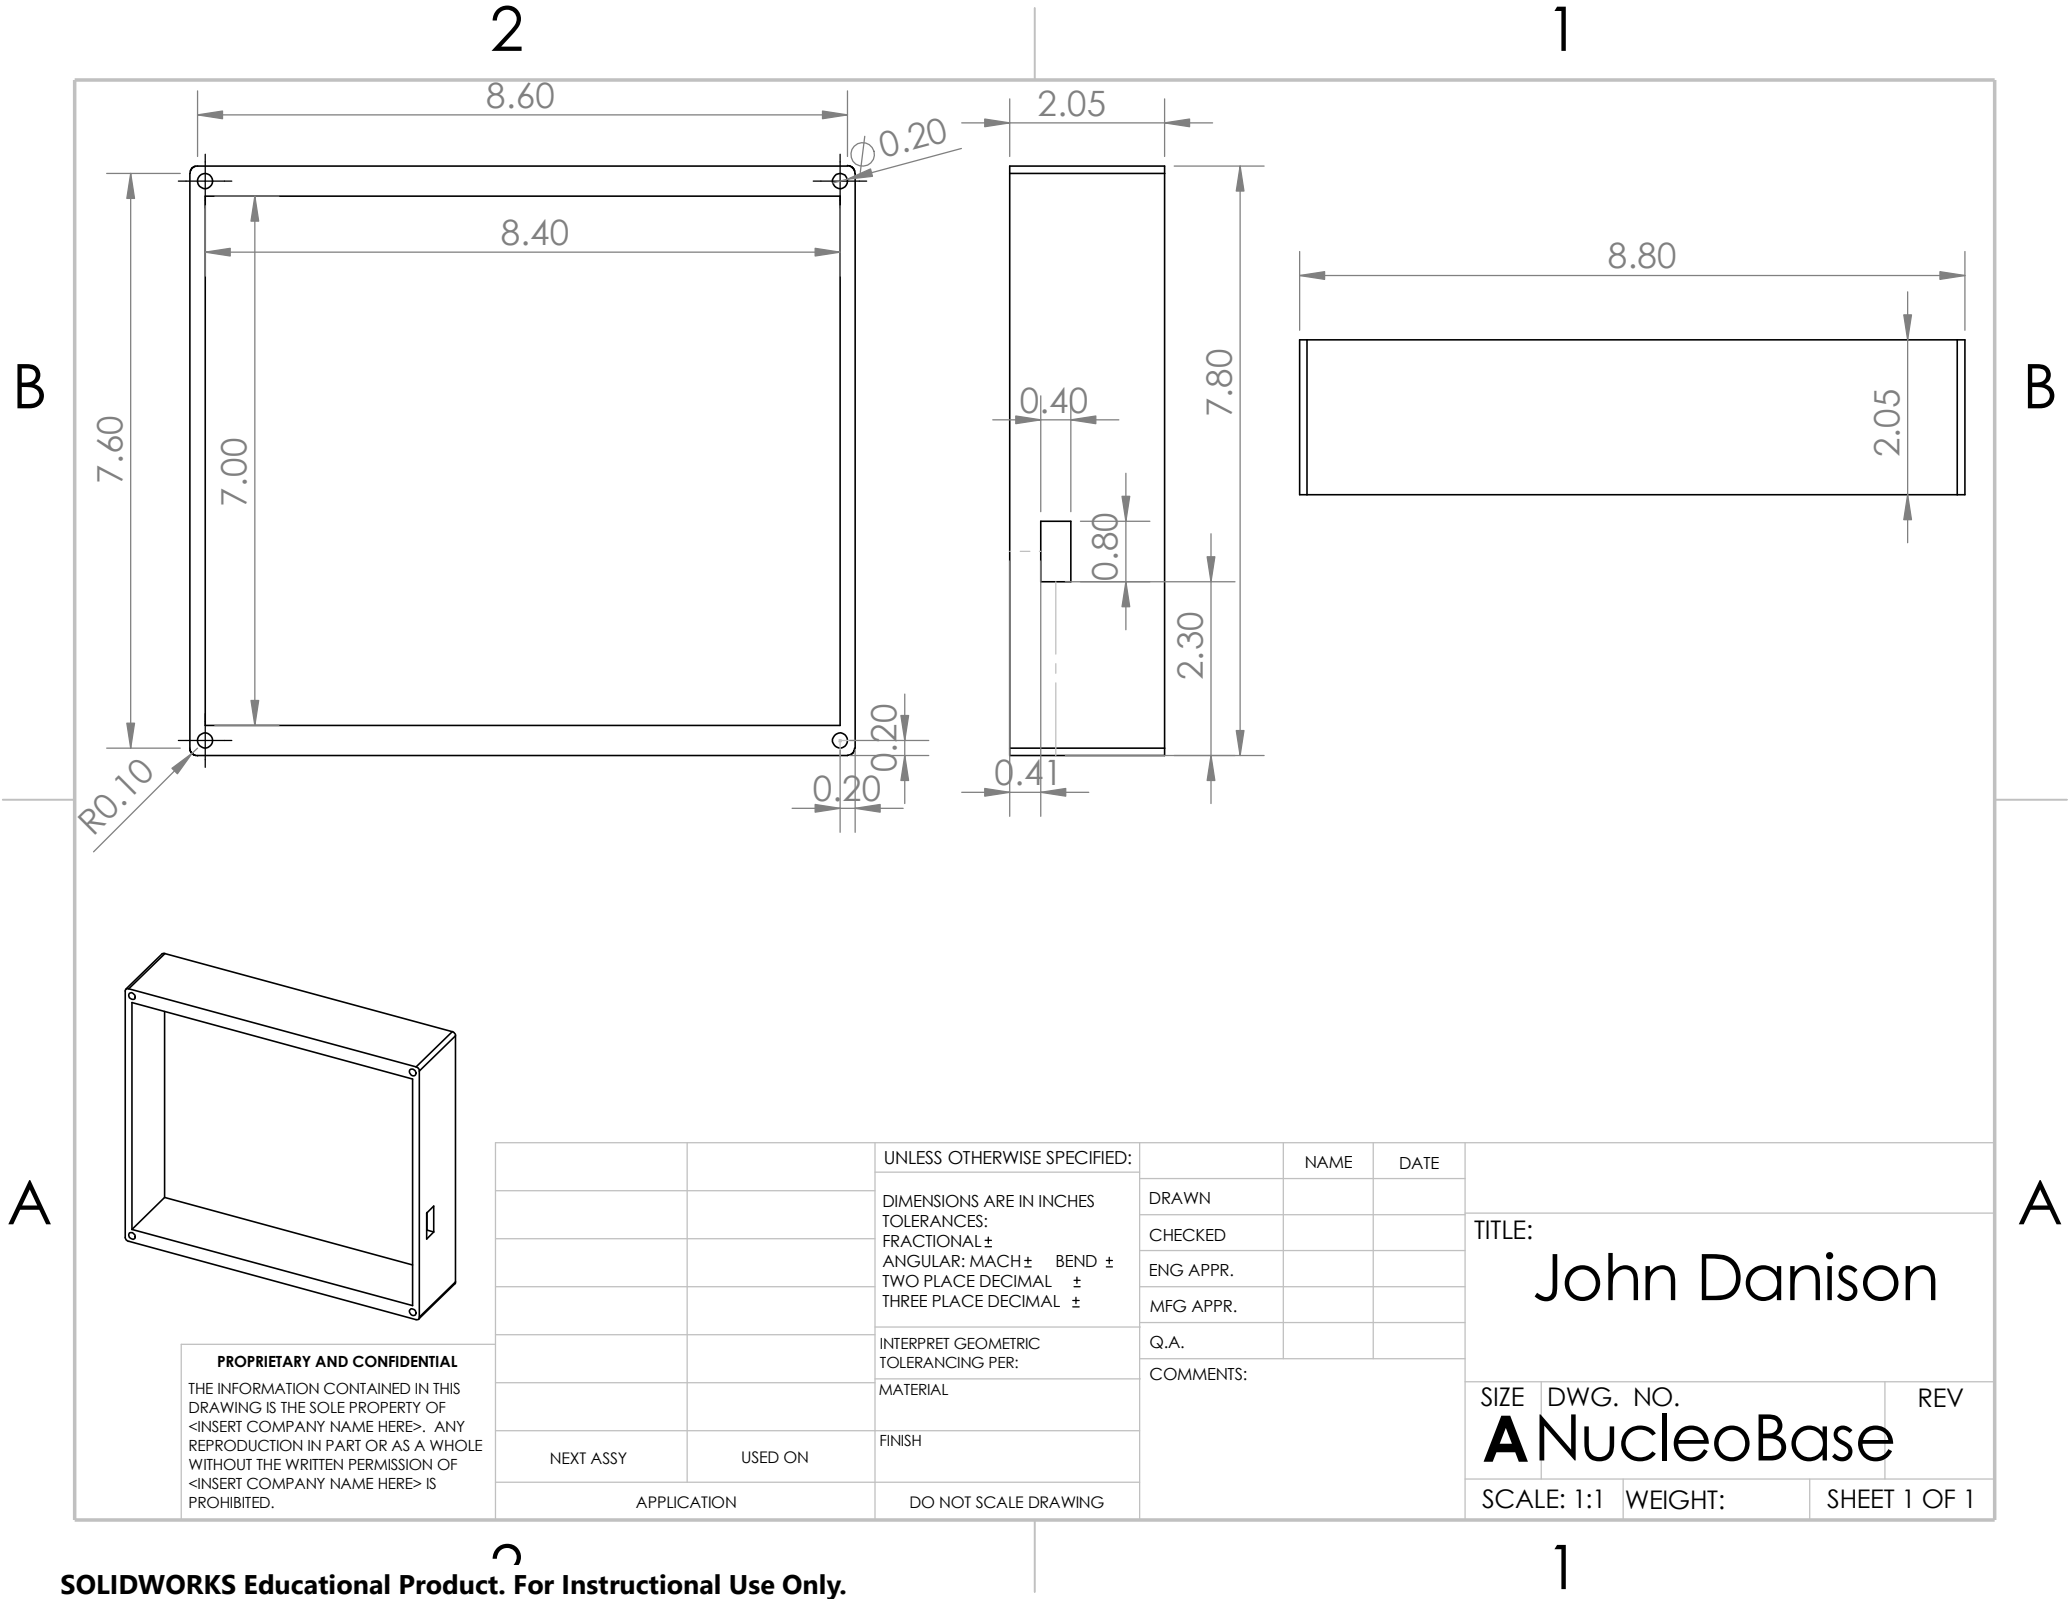 2
1
8.60
2.05
∅0.20
8.40
8.80
B
B
7.60
7.00
0.40
7.80
2.05
0.80
2.30
0.20
0.20
R0.10
0.41
A
A
UNLESS OTHERWISE SPECIFIED:
DIMENSIONS ARE IN INCHES
TOLERANCES:
FRACTIONAL±
ANGULAR: MACH± BEND ±
TWO PLACE DECIMAL ±
THREE PLACE DECIMAL ±
INTERPRET GEOMETRIC
TOLERANCING PER:
MATERIAL
FINISH
DO NOT SCALE DRAWING
NAME DATE
DRAWN
CHECKED
ENG APPR.
MFG APPR.
Q.A.
COMMENTS:
TITLE:
John Danison
SIZE DWG. NO. REV
A NucleoBase
SCALE: 1:1 WEIGHT: SHEET 1 OF 1
PROPRIETARY AND CONFIDENTIAL
THE INFORMATION CONTAINED IN THIS
DRAWING IS THE SOLE PROPERTY OF
<INSERT COMPANY NAME HERE>. ANY
REPRODUCTION IN PART OR AS A WHOLE
WITHOUT THE WRITTEN PERMISSION OF
<INSERT COMPANY NAME HERE> IS
PROHIBITED.
NEXT ASSY USED ON
APPLICATION
2
1
SOLIDWORKS Educational Product. For Instructional Use Only.